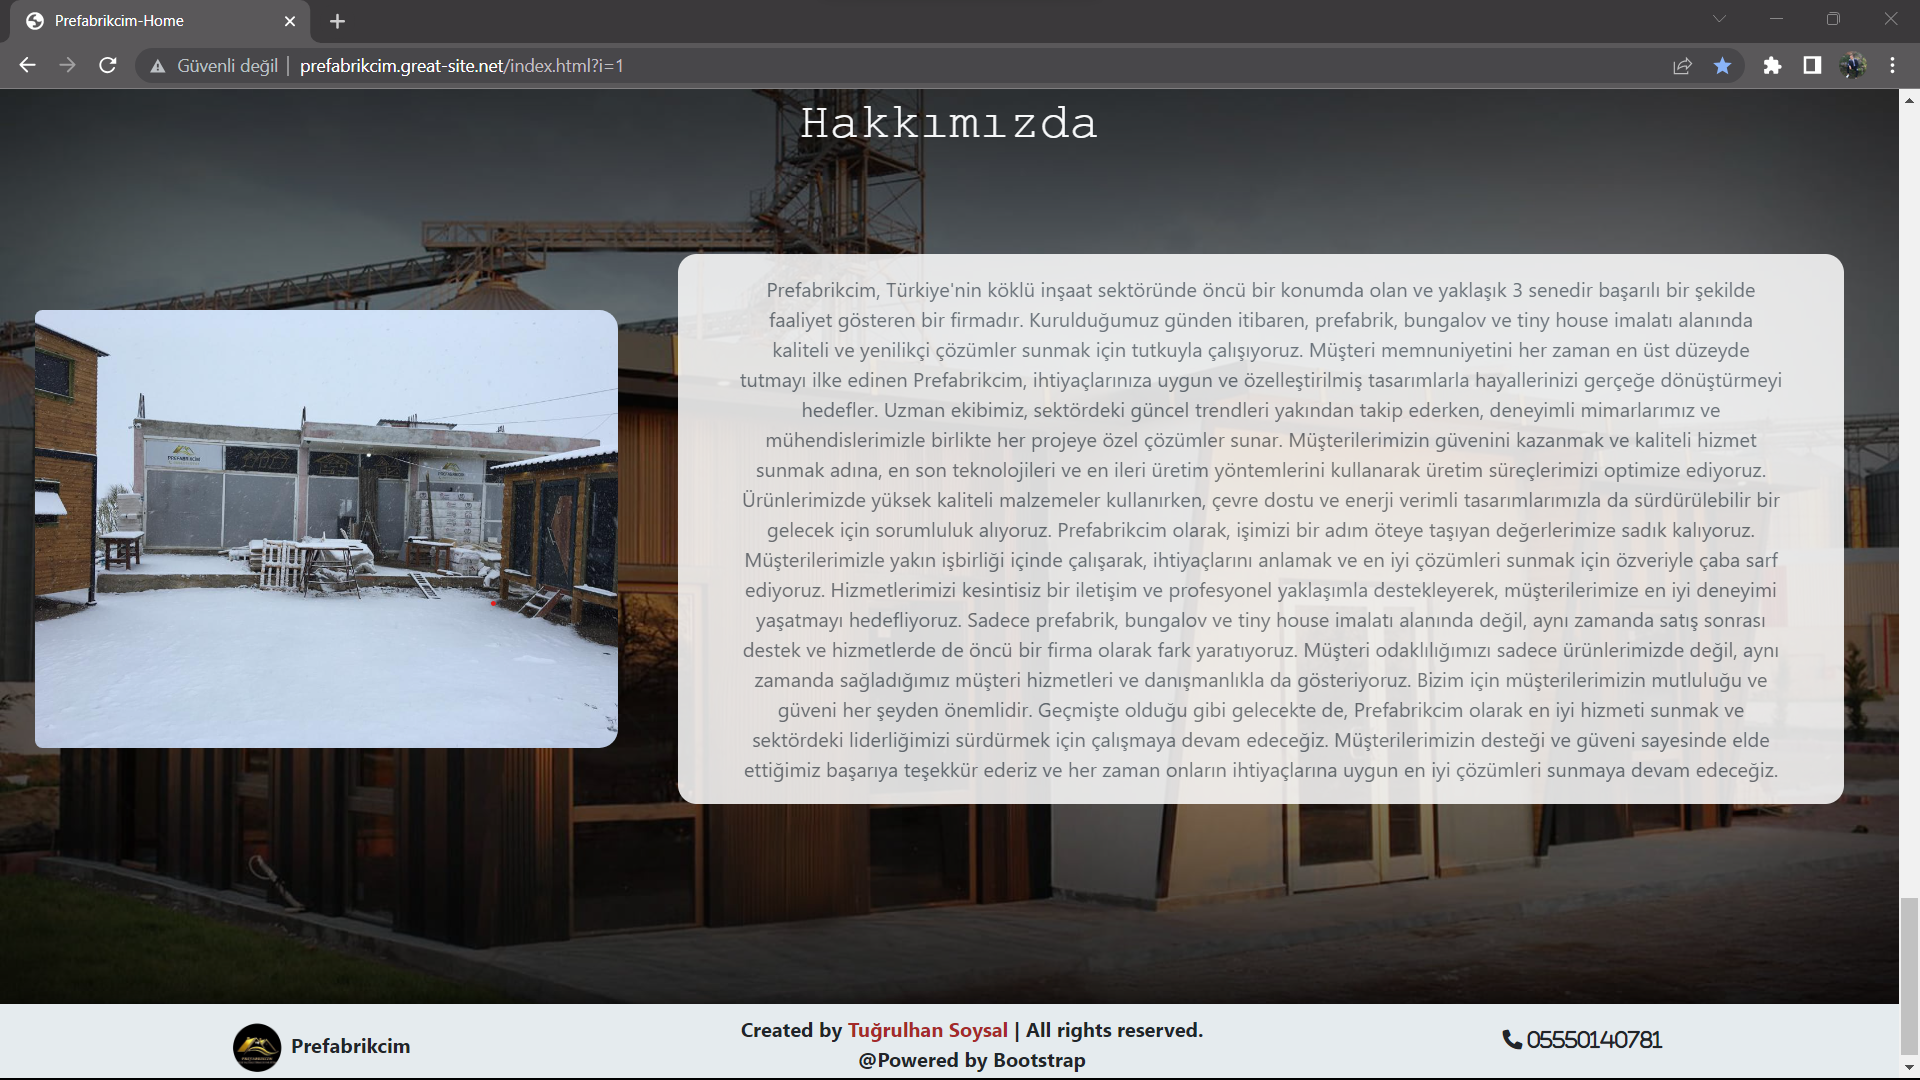 Prefabrikcim-Home
Güvenli değil | prefabrikcim.great-site.net/index.html?i=1
Hakkımızda
Prefabrikcim, Türkiye'nin köklü inşaat sektöründe öncü bir konumda olan ve yaklaşık 3 senedir başarılı bir şekilde
faaliyet gösteren bir firmadır. Kurulduğumuz günden itibaren, prefabrik, bungalov ve tiny house imalatı alanında
kaliteli ve yenilikçi çözümler sunmak için tutkuyla çalışıyoruz. Müşteri memnuniyetini her zaman en üst düzeyde
tutmayı ilke edinen Prefabrikcim, ihtiyaçlarınıza uygun ve özelleştirilmiş tasarımlarla hayallerinizi gerçeğe dönüştürmeyi
hedefler. Uzman ekibimiz, sektördeki güncel trendleri yakından takip ederken, deneyimli mimarlarımız ve
mühendislerimizle birlikte her projeye özel çözümler sunar. Müşterilerimizin güvenini kazanmak ve kaliteli hizmet
sunmak adına, en son teknolojileri ve en ileri üretim yöntemlerini kullanarak üretim süreçlerimizi optimize ediyoruz.
Ürünlerimizde yüksek kaliteli malzemeler kullanırken, çevre dostu ve enerji verimli tasarımlarımızla da sürdürülebilir bir
gelecek için sorumluluk alıyoruz. Prefabrikcim olarak, işimizi bir adım öteye taşıyan değerlerimize sadık kalıyoruz.
Müşterilerimizle yakın işbirliği içinde çalışarak, ihtiyaçlarını anlamak ve en iyi çözümleri sunmak için özveriyle çaba sarf
ediyoruz. Hizmetlerimizi kesintisiz bir iletişim ve profesyonel yaklaşımla destekleyerek, müşterilerimize en iyi deneyimi
yaşatmayı hedefliyoruz. Sadece prefabrik, bungalov ve tiny house imalatı alanında değil, aynı zamanda satış sonrası
destek ve hizmetlerde de öncü bir firma olarak fark yaratıyoruz. Müşteri odaklılığımızı sadece ürünlerimizde değil, aynı
zamanda sağladığımız müşteri hizmetleri ve danışmanlıkla da gösteriyoruz. Bizim için müşterilerimizin mutluluğu ve
güveni her şeyden önemlidir. Geçmişte olduğu gibi gelecekte de, Prefabrikcim olarak en iyi hizmeti sunmak ve
sektördeki liderliğimizi sürdürmek için çalışmaya devam edeceğiz. Müşterilerimizin desteği ve güveni sayesinde elde
ettiğimiz başarıya teşekkür ederiz ve her zaman onların ihtiyaçlarına uygun en iyi çözümleri sunmaya devam edeceğiz.
PREFABRİKCİM
Prefabrikcim
Created by Tuğrulhan Soysal | All rights reserved.
@Powered by Bootstrap
05550140781